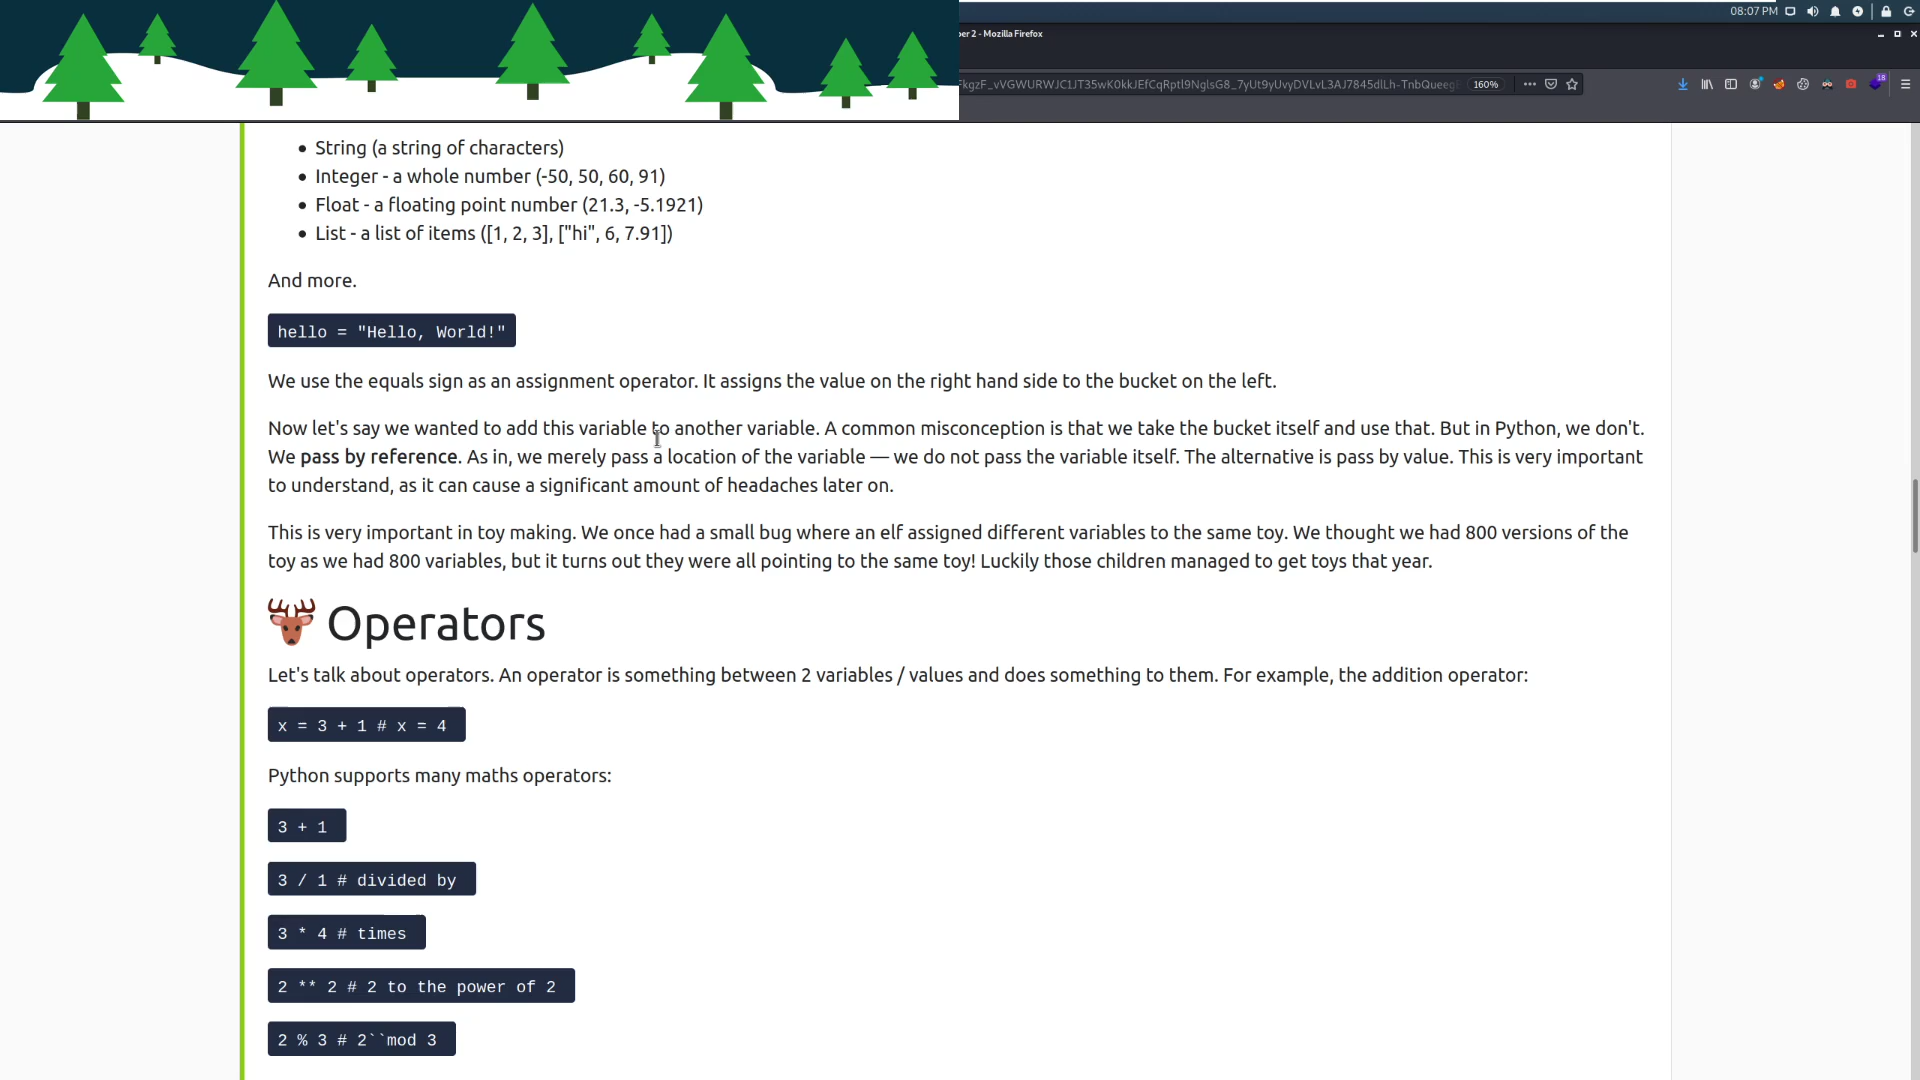 08:07 PM
er 2 - Mozilla Firefox
160%
18
String (a string of characters)
Integer - a whole number (-50, 50, 60, 91)
Float - a floating point number (21.3, -5.1921)
List - a list of items ([1, 2, 3], ["hi", 6, 7.91])
And more.
hello = "Hello, World!"
We use the equals sign as an assignment operator. It assigns the value on the right hand side to the bucket on the left.
Now let's say we wanted to add this variable to another variable. A common misconception is that we take the bucket itself and use that. But in Python, we don't.
We pass by reference. As in, we merely pass a location of the variable — we do not pass the variable itself. The alternative is pass by value. This is very important
to understand, as it can cause a significant amount of headaches later on.
This is very important in toy making. We once had a small bug where an elf assigned different variables to the same toy. We thought we had 800 versions of the
toy as we had 800 variables, but it turns out they were all pointing to the same toy! Luckily those children managed to get toys that year.
Operators
Let's talk about operators. An operator is something between 2 variables / values and does something to them. For example, the addition operator:
x = 3 + 1 # x = 4
Python supports many maths operators:
3 + 1
3 / 1 # divided by
3 * 4 # times
2 ** 2 # 2 to the power of 2
2 % 3 # 2``mod 3